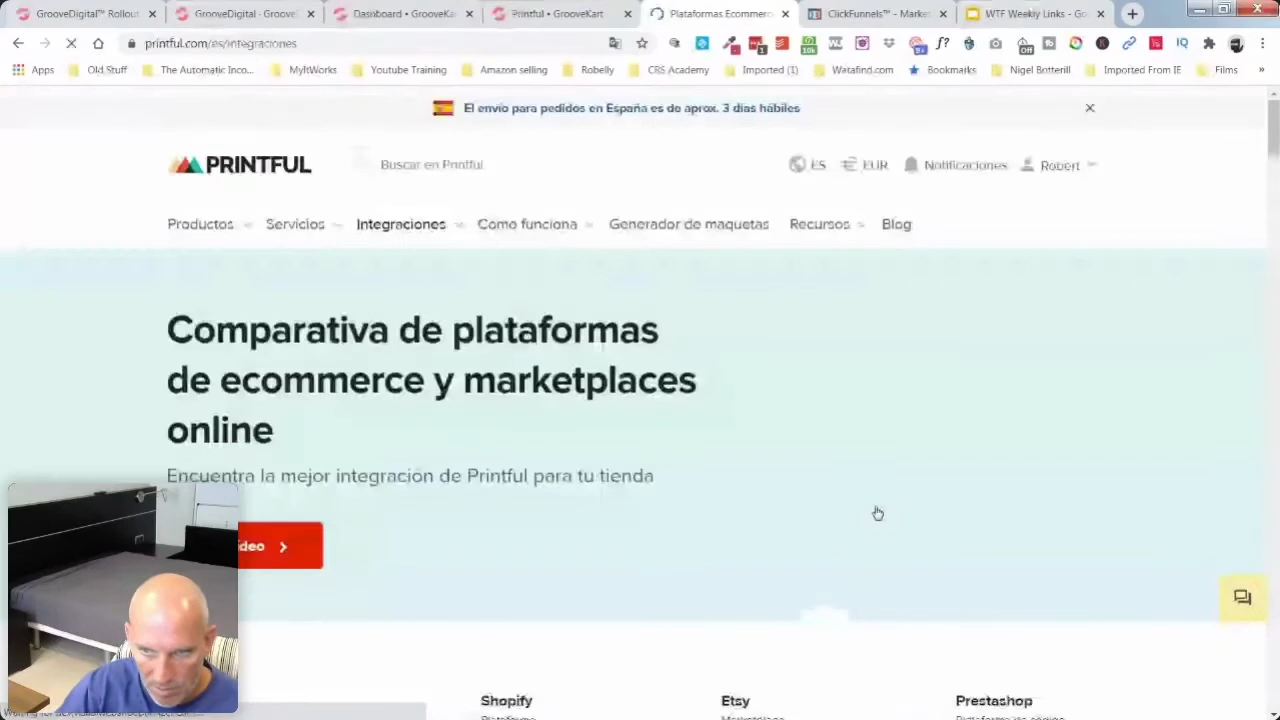 GrooveDigital™ Rollout
GrooveDigital - Groovef
Dashboard • GrooveKa
Printful • GrooveKart
Plataformas Ecommerc
ClickFunnels™ - Market
WTF Weekly Links - Go
printful.com/es/integraciones
Apps
Old Stuff
The Automatic Inco...
MyItWorks
Youtube Training
Amazon selling
Robelly
CRS Academy
Imported (1)
Watafind.com
Bookmarks
Nigel Botterill
Imported From IE
Films
El envío para pedidos en España es de aprox. 3 días hábiles
PRINTFUL
Buscar en Printful
ES
EUR
Notificaciones
Robert
Productos
Servicios
Integraciones
Cómo funciona
Generador de maquetas
Recursos
Blog
Comparativa de plataformas
de ecommerce y marketplaces
online
Encuentra la mejor integración de Printful para tu tienda
ídeo
Shopify
Etsy
Prestashop